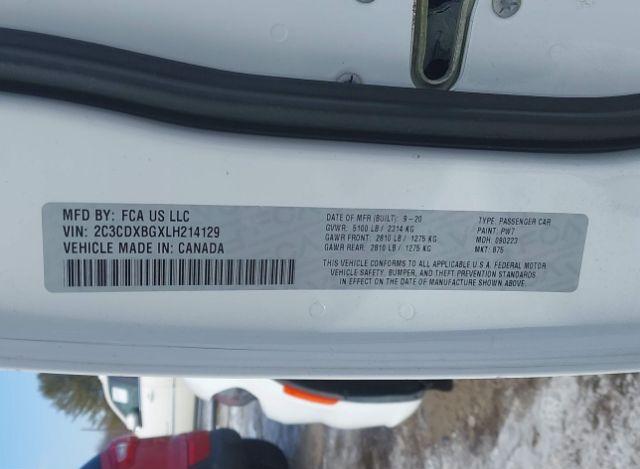 MFD BY: FCA US LLC
VIN: 2C3CDXBGXLH214129
VEHICLE MADE IN: CANADA
DATE OF MFR (BUILT): 9-20
GVWR: 5100 LB / 2314 KG
GAWR FRONT: 2810 LB / 1275 KG
GAWR REAR: 2810 LB / 1275 KG
TYPE: PASSENGER CAR
PAINT: PW7
MDH: 090223
MKT: 875
THIS VEHICLE CONFORMS TO ALL APPLICABLE U.S.A. FEDERAL MOTOR
VEHICLE SAFETY, BUMPER, AND THEFT PREVENTION STANDARDS
IN EFFECT ON THE DATE OF MANUFACTURE SHOWN ABOVE.